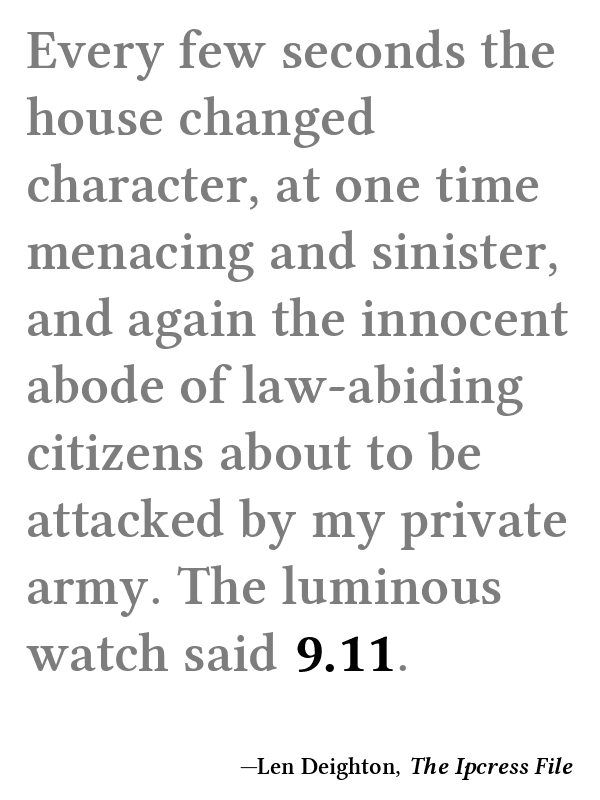 Every few seconds the
house changed
character, at one time
menacing and sinister,
and again the innocent
abode of law-abiding
citizens about to be
attacked by my private
army. The luminous
watch said 9.11.
—Len Deighton, The Ipcress File